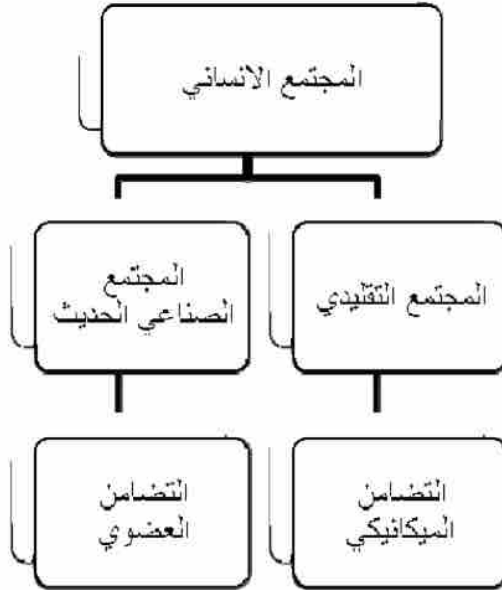 المجتمع الانساني
المجتمع التقليدي
المجتمع
الصناعي الحديث
التضامن
الميكانيكي
التضامن
العضوي